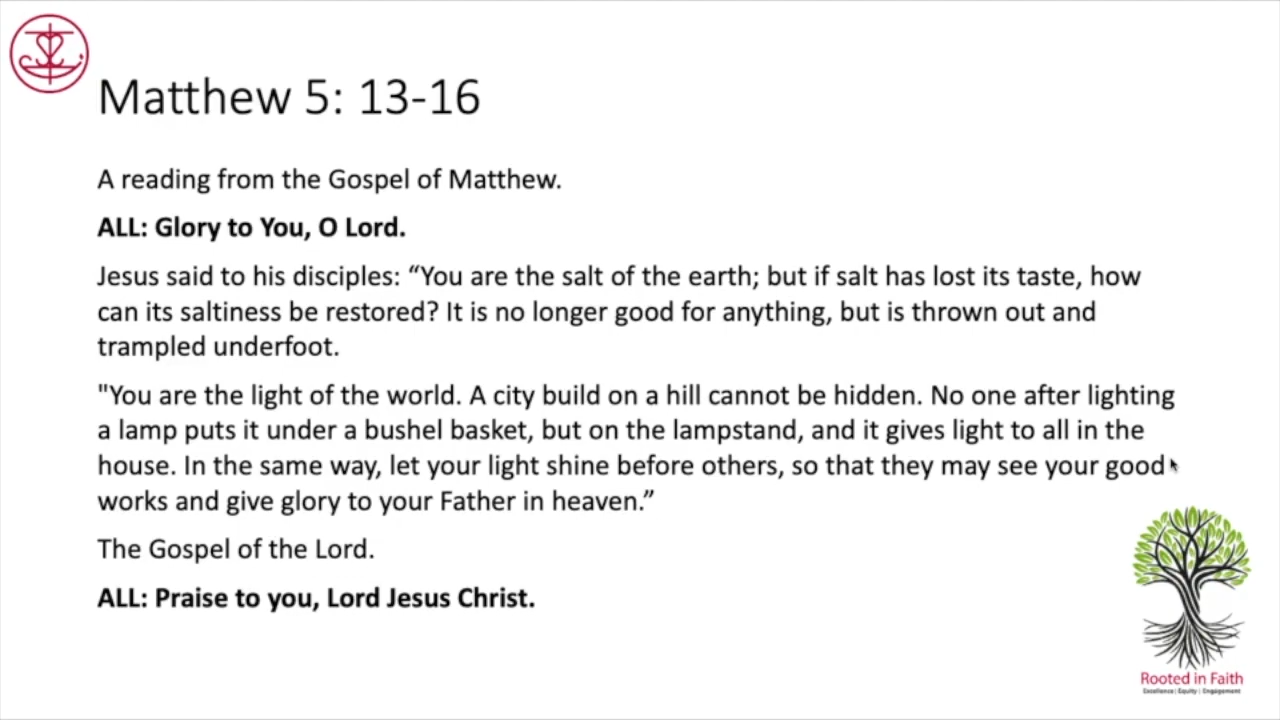 Matthew 5: 13-16
A reading from the Gospel of Matthew.
ALL: Glory to You, O Lord.
Jesus said to his disciples: “You are the salt of the earth; but if salt has lost its taste, how
can its saltiness be restored? It is no longer good for anything, but is thrown out and
trampled underfoot.
"You are the light of the world. A city build on a hill cannot be hidden. No one after lighting
a lamp puts it under a bushel basket, but on the lampstand, and it gives light to all in the
house. In the same way, let your light shine before others, so that they may see your good
works and give glory to your Father in heaven.”
The Gospel of the Lord.
ALL: Praise to you, Lord Jesus Christ.
Rooted in Faith
Excellence | Equity | Engagement